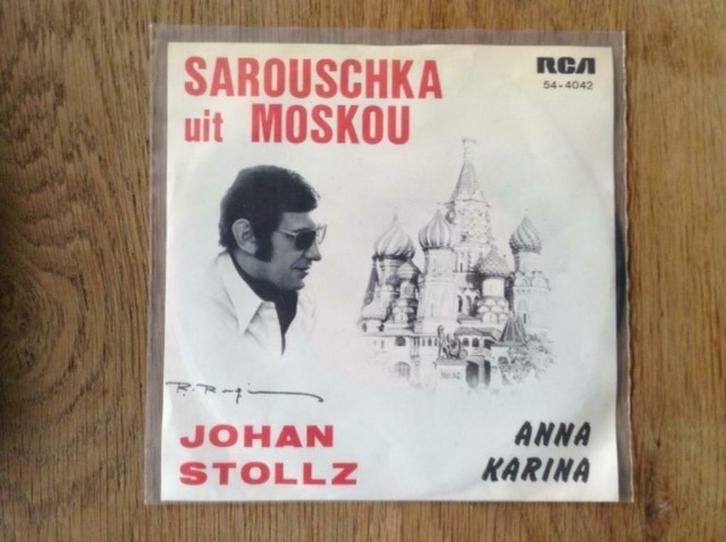 SAROUSCHKA
uit MOSKOU
RCA
54-4042
JOHAN
STOLLZ
ANNA
KARINA